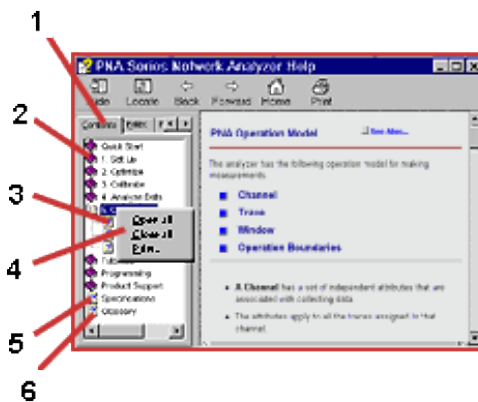 1
PNA Series Network Analyzer Help
Hide Locate Back Forward Home Print
2
Contents Index
PNA Operation Model See Also...
Quick Start
1. Set Up
The analyzer has the following operation model for making
measurements.
2. Optimize
3. Calibrate
3
4. Analyze Data
Channel
Trace
Open all
Window
4
Close all
Print...
Operation Boundaries
Tutorials
Programming
Product Support
A Channel has a set of independent attributes that are
associated with collecting data.
5
Specifications
Glossary
The attributes apply to all the traces assigned to that
channel.
6